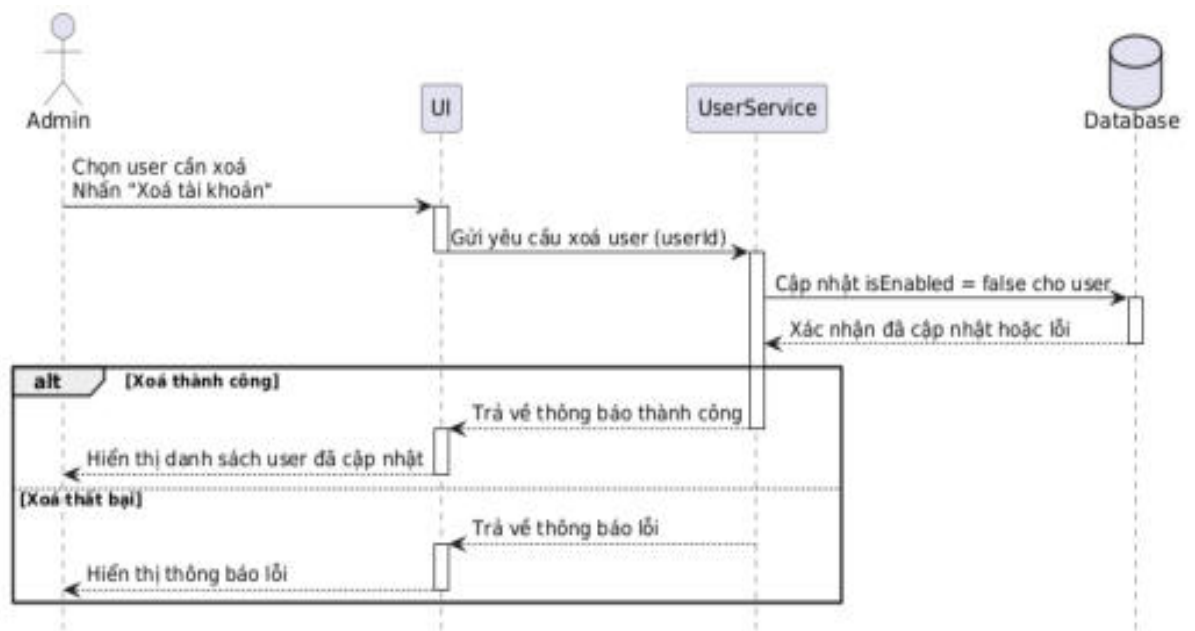 Admin
UI
UserService
Database
Chọn user cần xoá
Nhấn "Xoá tài khoản"
Gửi yêu cầu xoá user (userId)
Cập nhật isEnabled = false cho user
Xác nhận đã cập nhật hoặc lỗi
alt [Xoá thành công]
Trả về thông báo thành công
Hiển thị danh sách user đã cập nhật
[Xoá thất bại]
Trả về thông báo lỗi
Hiển thị thông báo lỗi